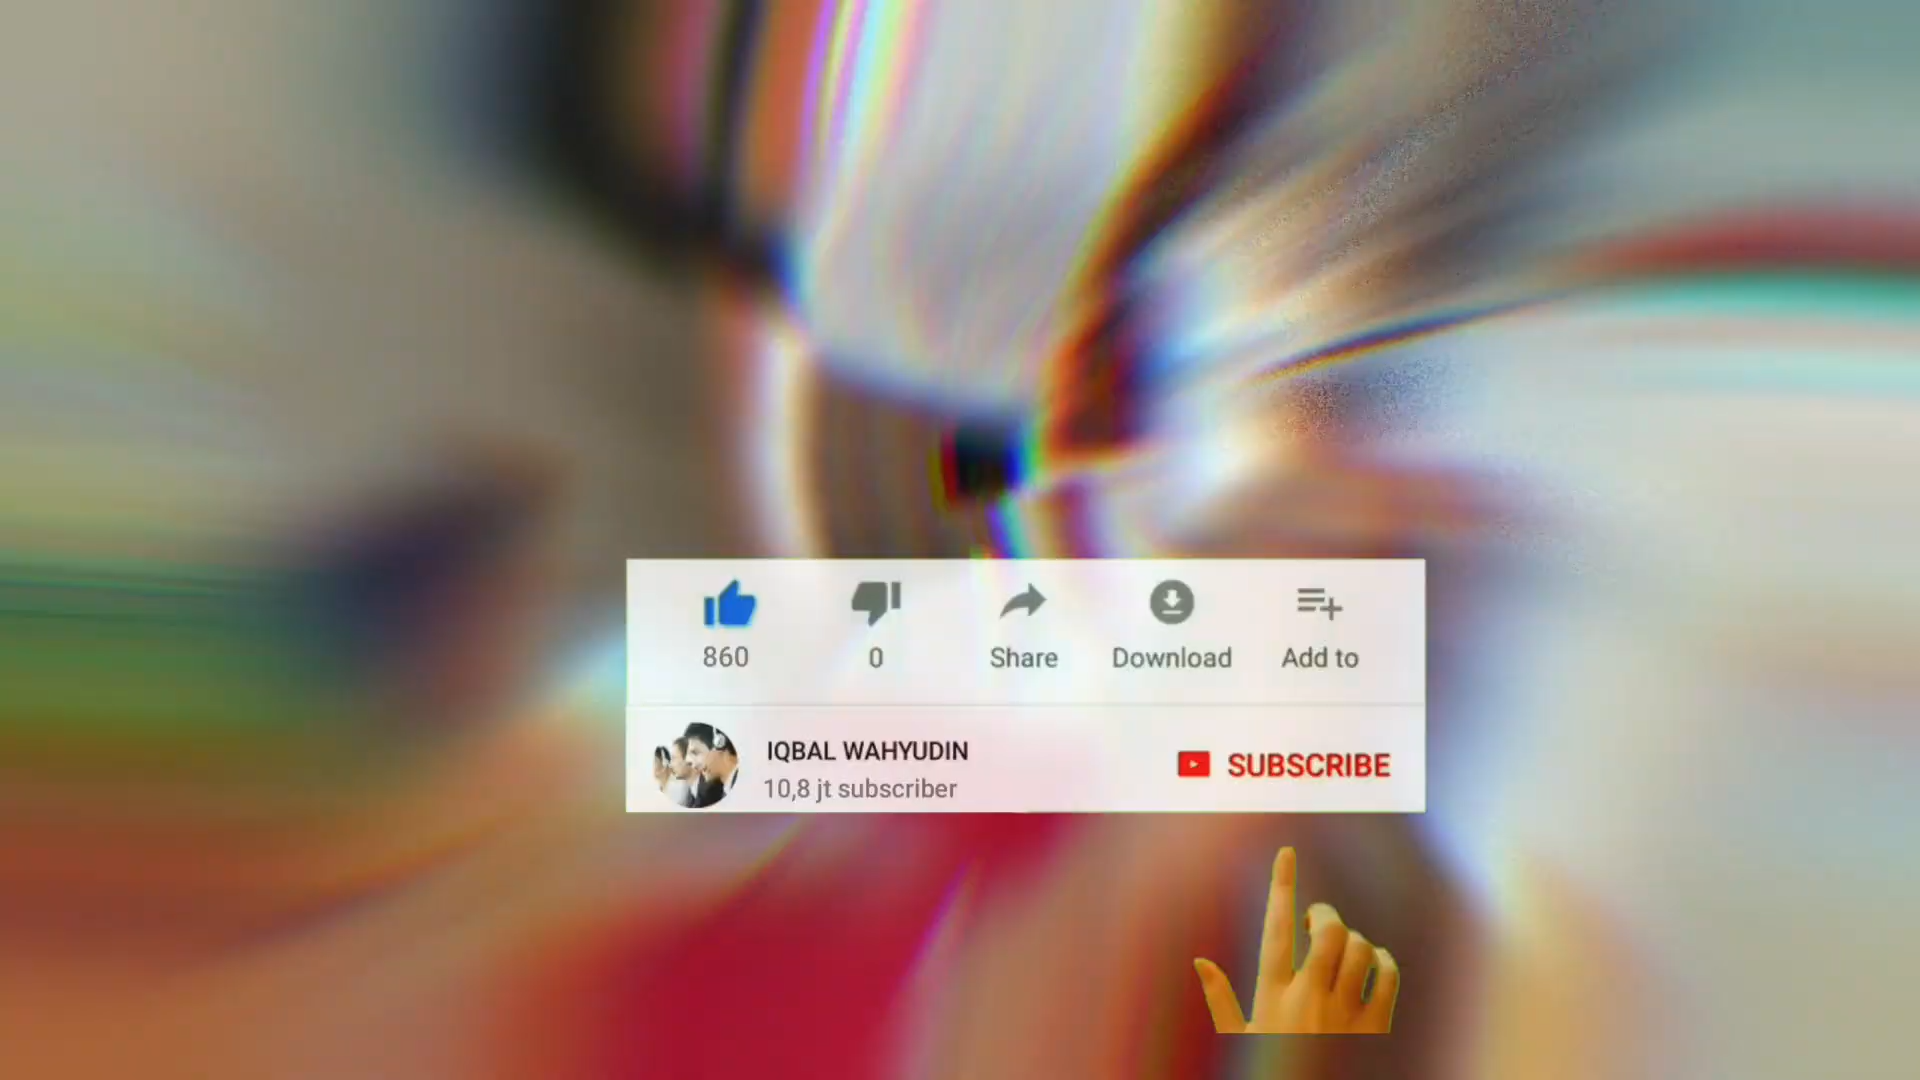 860
0
Share
Download
Add to
IQBAL WAHYUDIN
10,8 jt subscriber
SUBSCRIBE